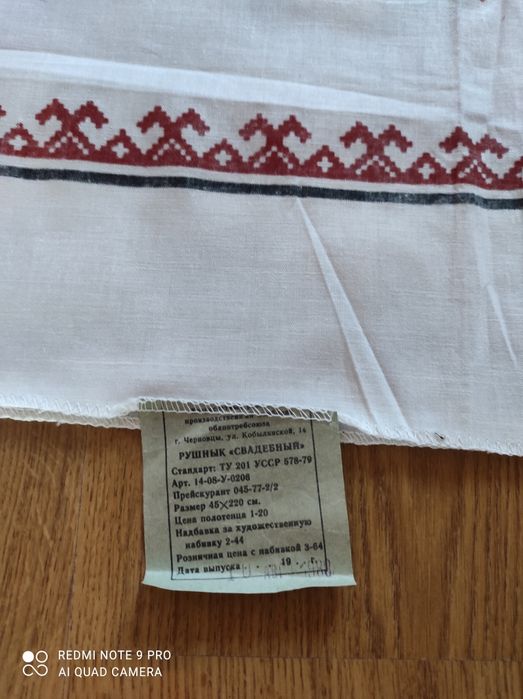 производственн
облпотребсоюза
г. Черновцы, ул. Кобылянской, 14
РУШНЫК «СВАДЕБНЫЙ»
Стандарт: ТУ 201 УССР 578-79
Арт. 14-08-У-0206
Прейскурант 045-77-2/2
Размер 45×220 см.
Цена полотенца 1-20
Надбавка за художественную
набивку 2-44
Розничная цена с набивкой 3-64
Дата выпуска . . 19 . г.
REDMI NOTE 9 PRO
AI QUAD CAMERA